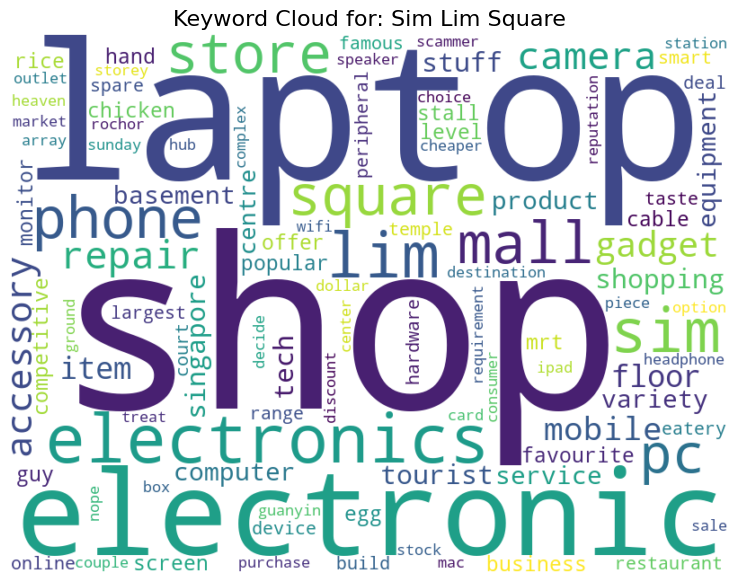 Keyword Cloud for: Sim Lim Square
laptop
shop
electronic
electronics
store
camera
square
phone
mall
lim
sim
pc
repair
gadget
accessory
mobile
floor
item
tech
singapore
computer
tourist
service
variety
shopping
product
basement
centre
equipment
stuff
chicken
hand
rice
famous
speaker
scammer
station
smart
deal
outlet
storey
spare
heaven
market
rochor
array
sunday
hub
complex
peripheral
choice
stall
level
cheaper
reputation
monitor
taste
cable
wifi
temple
offer
popular
destination
dollar
largest
ground
competitive
court
decide
center
hardware
requirement
mrt
ipad
piece
option
headphone
consumer
discount
treat
range
card
favourite
eatery
guy
nope
box
device
guanyin
egg
sale
online
couple
screen
purchase
build
stock
mac
business
restaurant